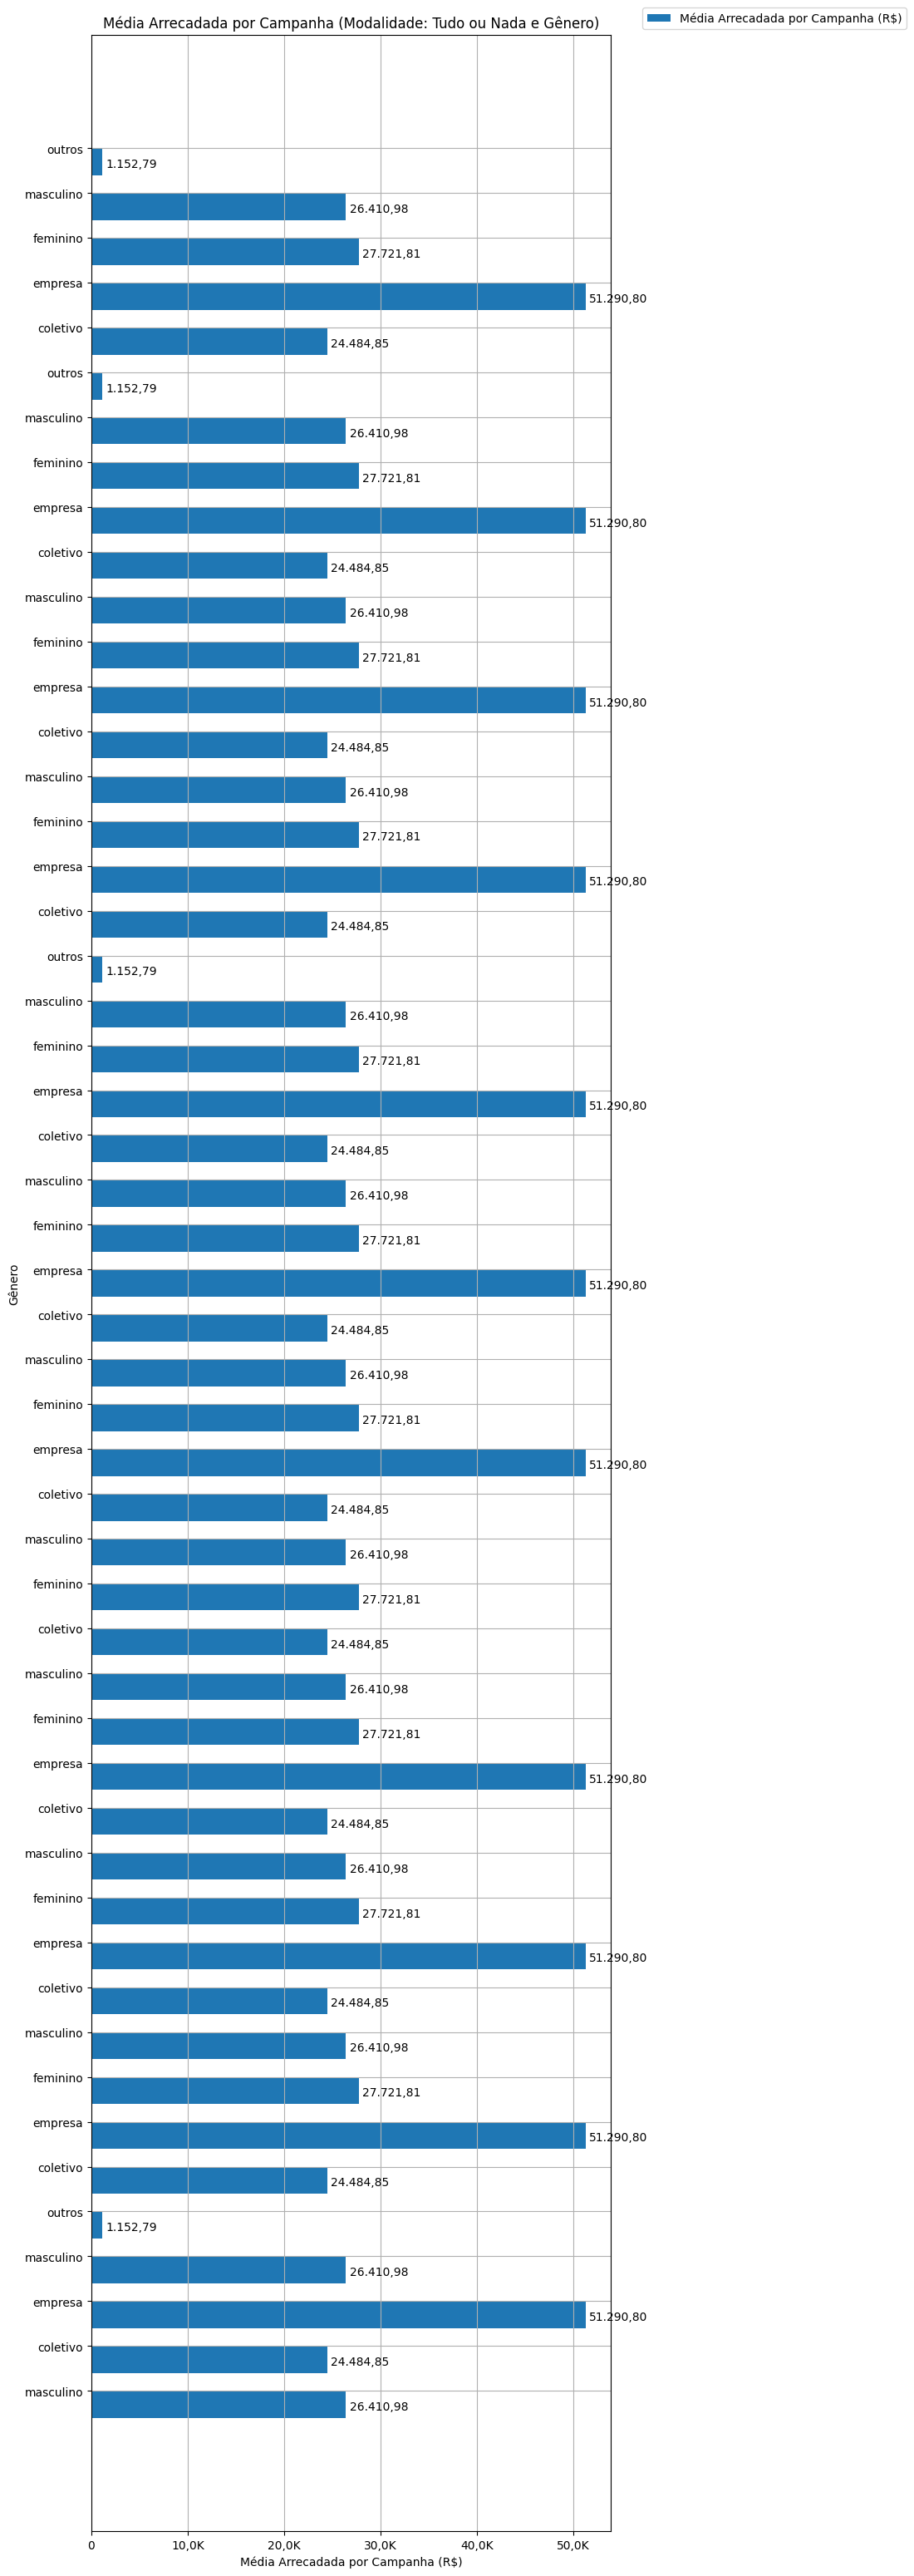 Média Arrecadada por Campanha (Modalidade: Tudo ou Nada e Gênero)
Média Arrecadada por Campanha (R$)
outros 1.152,79
masculino 26.410,98
feminino 27.721,81
empresa 51.290,80
coletivo 24.484,85
outros 1.152,79
masculino 26.410,98
feminino 27.721,81
empresa 51.290,80
coletivo 24.484,85
masculino 26.410,98
feminino 27.721,81
empresa 51.290,80
coletivo 24.484,85
masculino 26.410,98
feminino 27.721,81
empresa 51.290,80
coletivo 24.484,85
outros 1.152,79
masculino 26.410,98
feminino 27.721,81
empresa 51.290,80
coletivo 24.484,85
masculino 26.410,98
feminino 27.721,81
empresa 51.290,80
coletivo 24.484,85
masculino 26.410,98
feminino 27.721,81
empresa 51.290,80
coletivo 24.484,85
masculino 26.410,98
feminino 27.721,81
coletivo 24.484,85
masculino 26.410,98
feminino 27.721,81
empresa 51.290,80
coletivo 24.484,85
masculino 26.410,98
feminino 27.721,81
empresa 51.290,80
coletivo 24.484,85
masculino 26.410,98
feminino 27.721,81
empresa 51.290,80
coletivo 24.484,85
outros 1.152,79
masculino 26.410,98
empresa 51.290,80
coletivo 24.484,85
masculino 26.410,98
Gênero
0 10,0K 20,0K 30,0K 40,0K 50,0K
Média Arrecadada por Campanha (R$)